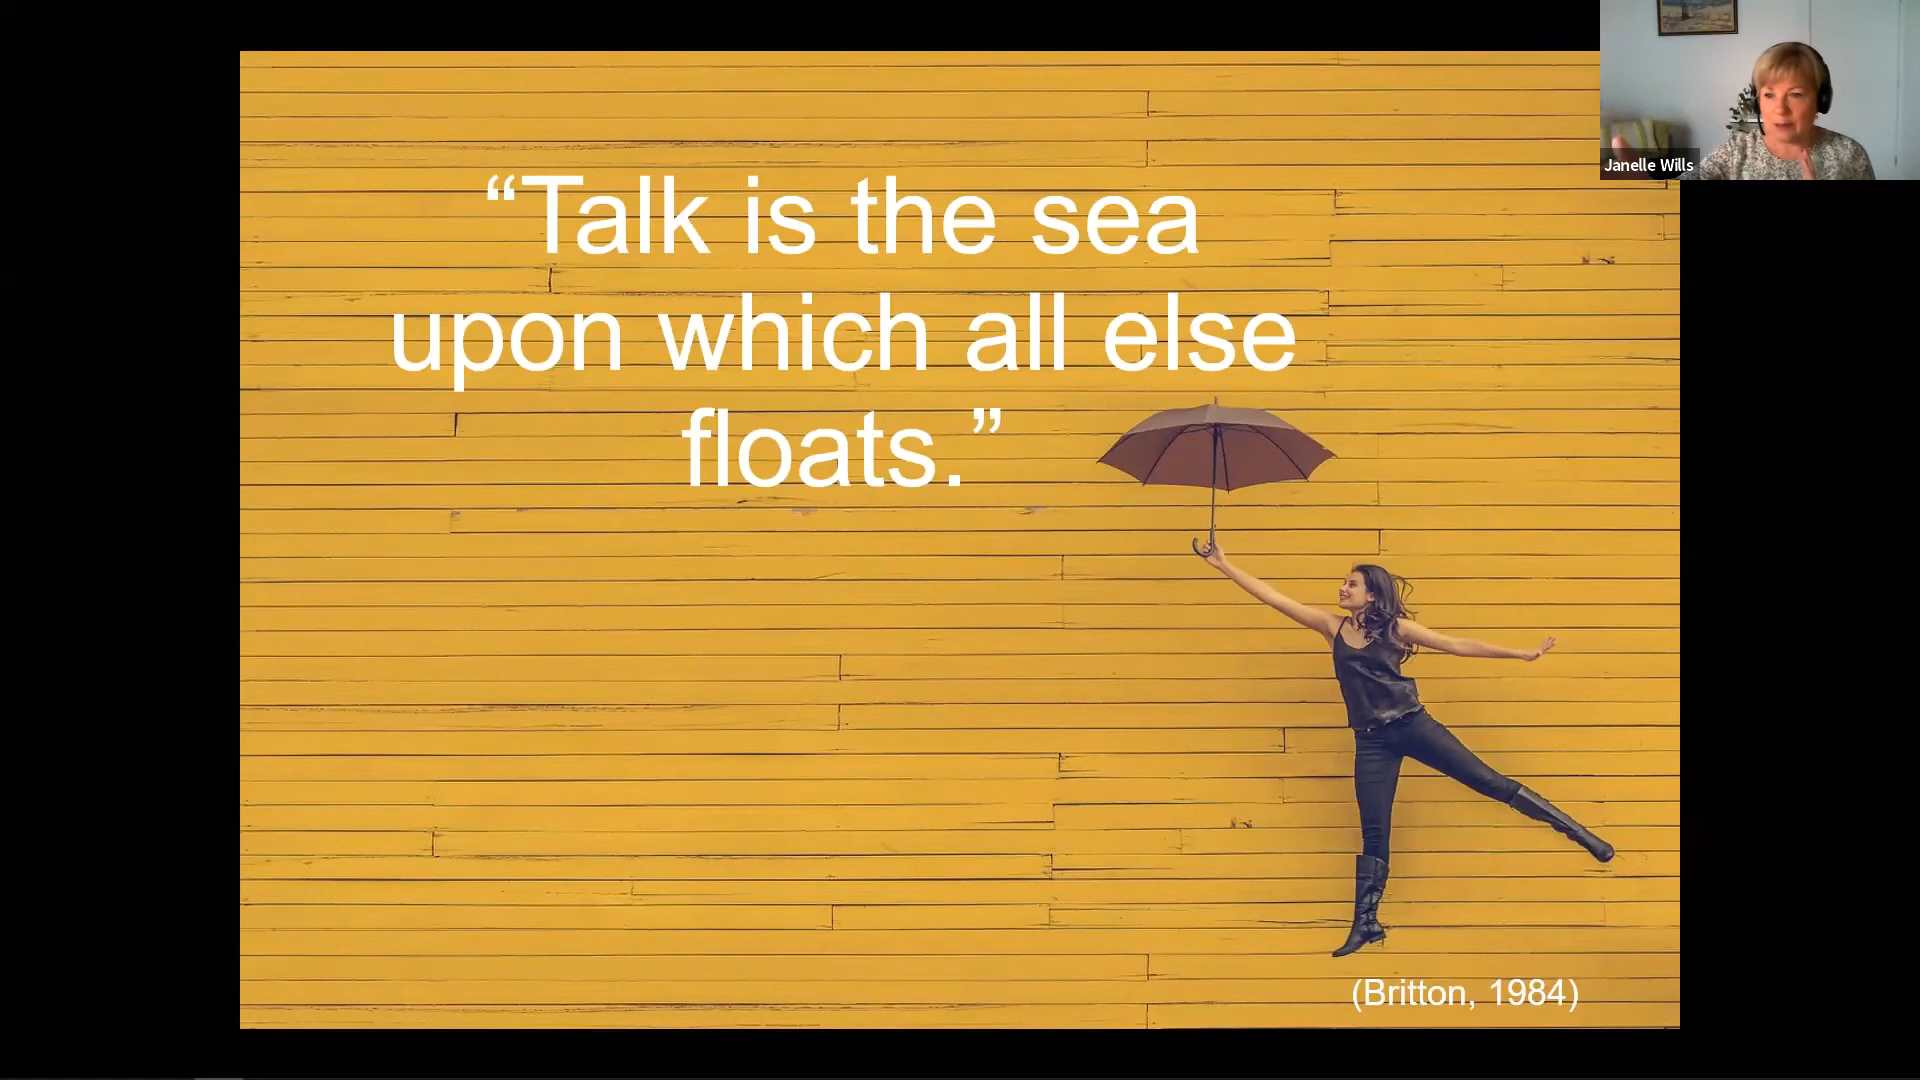 “Talk is the sea
upon which all else
floats.”
(Britton, 1984)
Janelle Wills